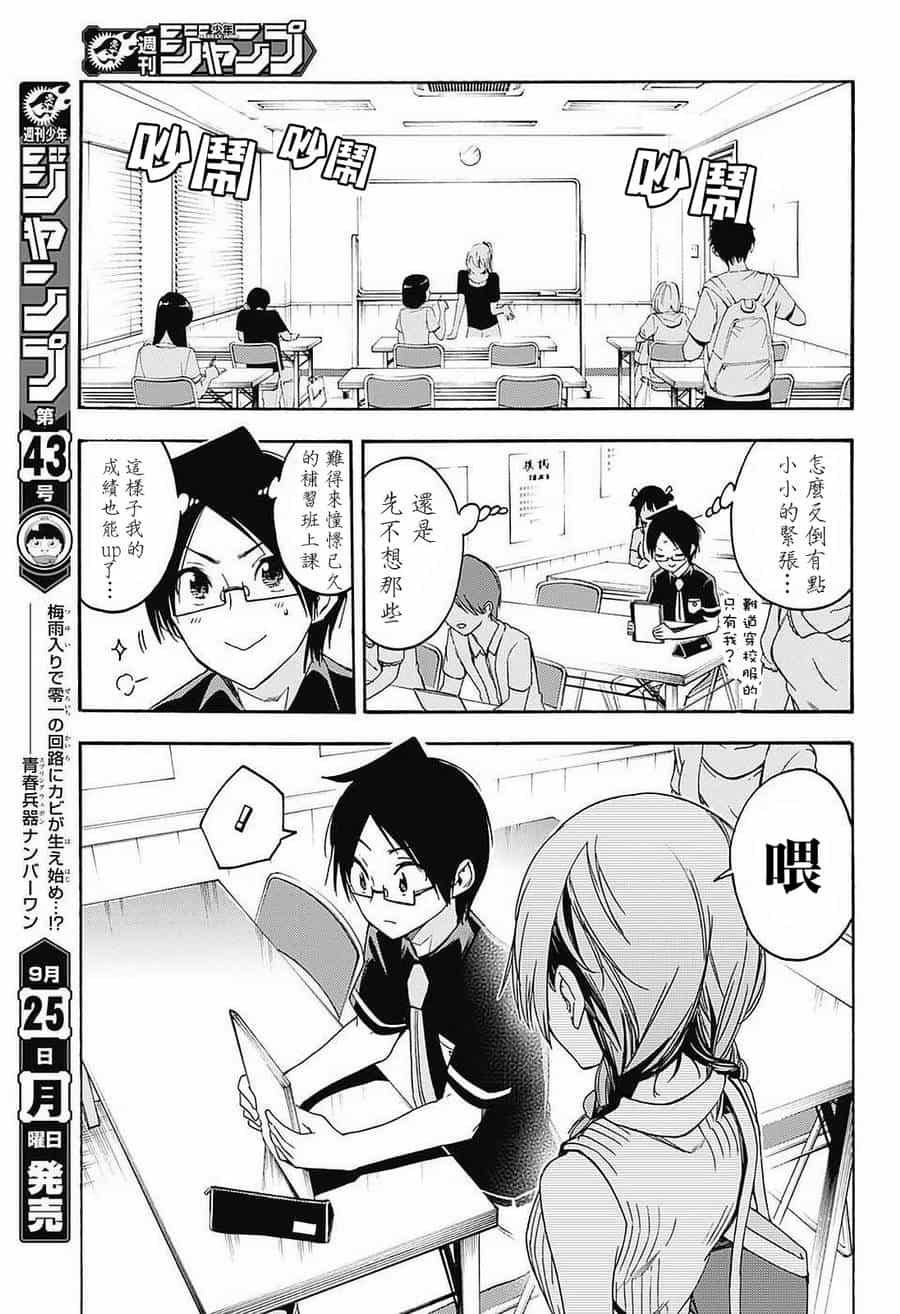 週刊
少年
ジャンプ
吵鬧
吵鬧
吵鬧
怎麼反倒有點
小小的緊張…
難道穿校服的
只有我？
還是
先不想那些
難得來憧憬已久
的補習班上課
這樣子我的
成績也能
up了…
喂
！
週刊少年
ジャンプ
第
43
号
梅雨入りで零一の回路にカビが生え始め…!?
――青春兵器ナンバーワン
9月
25
日
月
曜日
発売